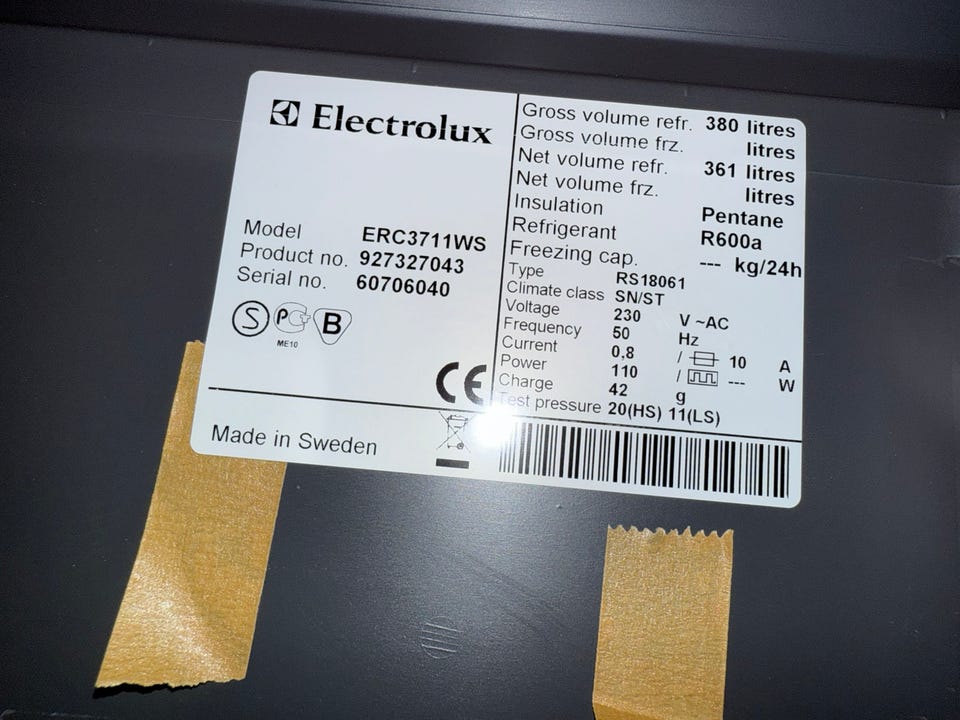 Electrolux
Model ERC3711WS
Product no. 927327043
Serial no. 60706040
S PCT B
ME10
CE
Made in Sweden
Gross volume refr. 380 litres
Gross volume frz. litres
Net volume refr. 361 litres
Net volume frz. litres
Insulation Pentane
Refrigerant R600a
Freezing cap. --- kg/24h
Type RS18061
Climate class SN/ST
Voltage 230 V ~AC
Frequency 50 Hz
Current 0,8 / 10 A
Power 110 / --- W
Charge 42 g
Test pressure 20(HS) 11(LS)